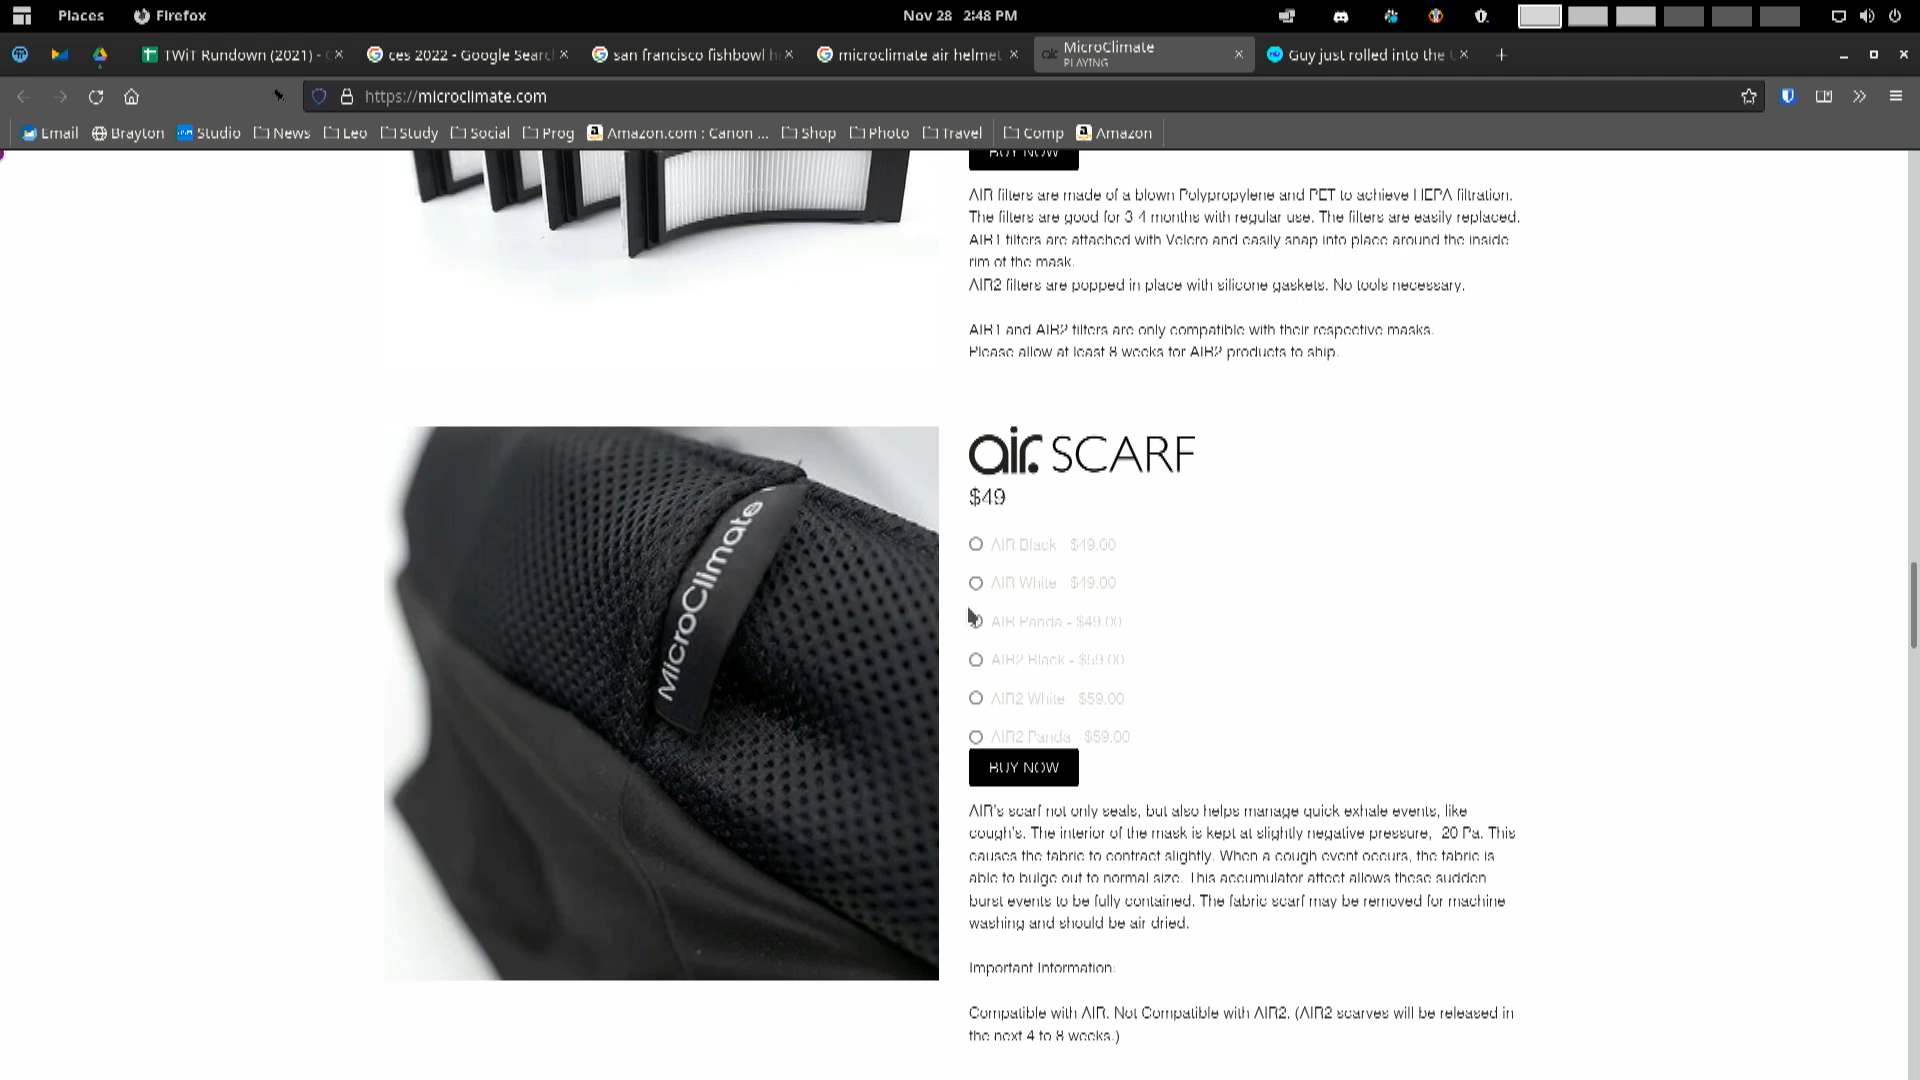 Places Firefox Nov 28 2:48 PM
TWiT Rundown (2021) - ces 2022 - Google Search san francisco fishbowl h microclimate air helmet MicroClimate Guy just rolled into the
PLAYING
https://microclimate.com
Email Brayton Studio News Leo Study Social Prog Amazon.com : Canon ... Shop Photo Travel Comp Amazon
BUY NOW
AIR filters are made of a blown Polypropylene and PET to achieve HEPA filtration.
The filters are good for 3-4 months with regular use. The filters are easily replaced.
AIR1 filters are attached with Velcro and easily snap into place around the inside
rim of the mask.
AIR2 filters are popped in place with silicone gaskets. No tools necessary.
AIR1 and AIR2 filters are only compatible with their respective masks.
Please allow at least 8 weeks for AIR2 products to ship.
MicroClimate
air. SCARF
$49
AIR Black - $49.00
AIR White - $49.00
AIR Panda - $49.00
AIR2 Black - $59.00
AIR2 White - $59.00
AIR2 Panda - $59.00
BUY NOW
AIR's scarf not only seals, but also helps manage quick exhale events, like
cough's. The interior of the mask is kept at slightly negative pressure, -20 Pa. This
causes the fabric to contract slightly. When a cough event occurs, the fabric is
able to bulge out to normal size. This accumulator affect allows these sudden
burst events to be fully contained. The fabric scarf may be removed for machine
washing and should be air dried.
Important Information:
Compatible with AIR. Not Compatible with AIR2. (AIR2 scarves will be released in
the next 4 to 8 weeks.)